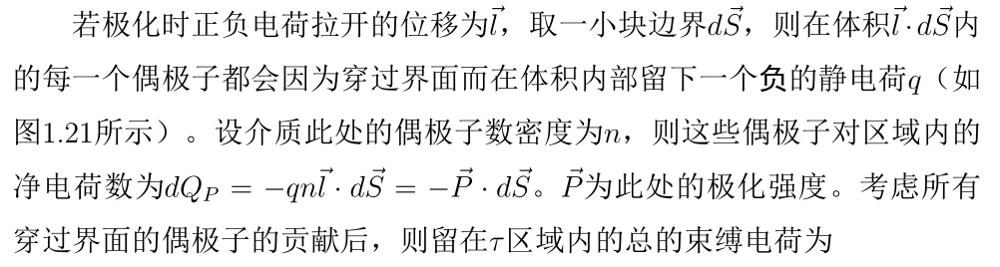 若极化时正负电荷拉开的位移为$\vec{l}$，取一小块边界$d\vec{S}$，则在体积$\vec{l}\cdot d\vec{S}$内
的每一个偶极子都会因为穿过界面而在体积内部留下一个负的静电荷$q$（如
图1.21所示）。设介质此处的偶极子数密度为$n$，则这些偶极子对区域内的
净电荷数为$dQ_P = -qn\vec{l}\cdot d\vec{S} = -\vec{P}\cdot d\vec{S}$。$\vec{P}$为此处的极化强度。考虑所有
穿过界面的偶极子的贡献后，则留在$\tau$区域内的总的束缚电荷为